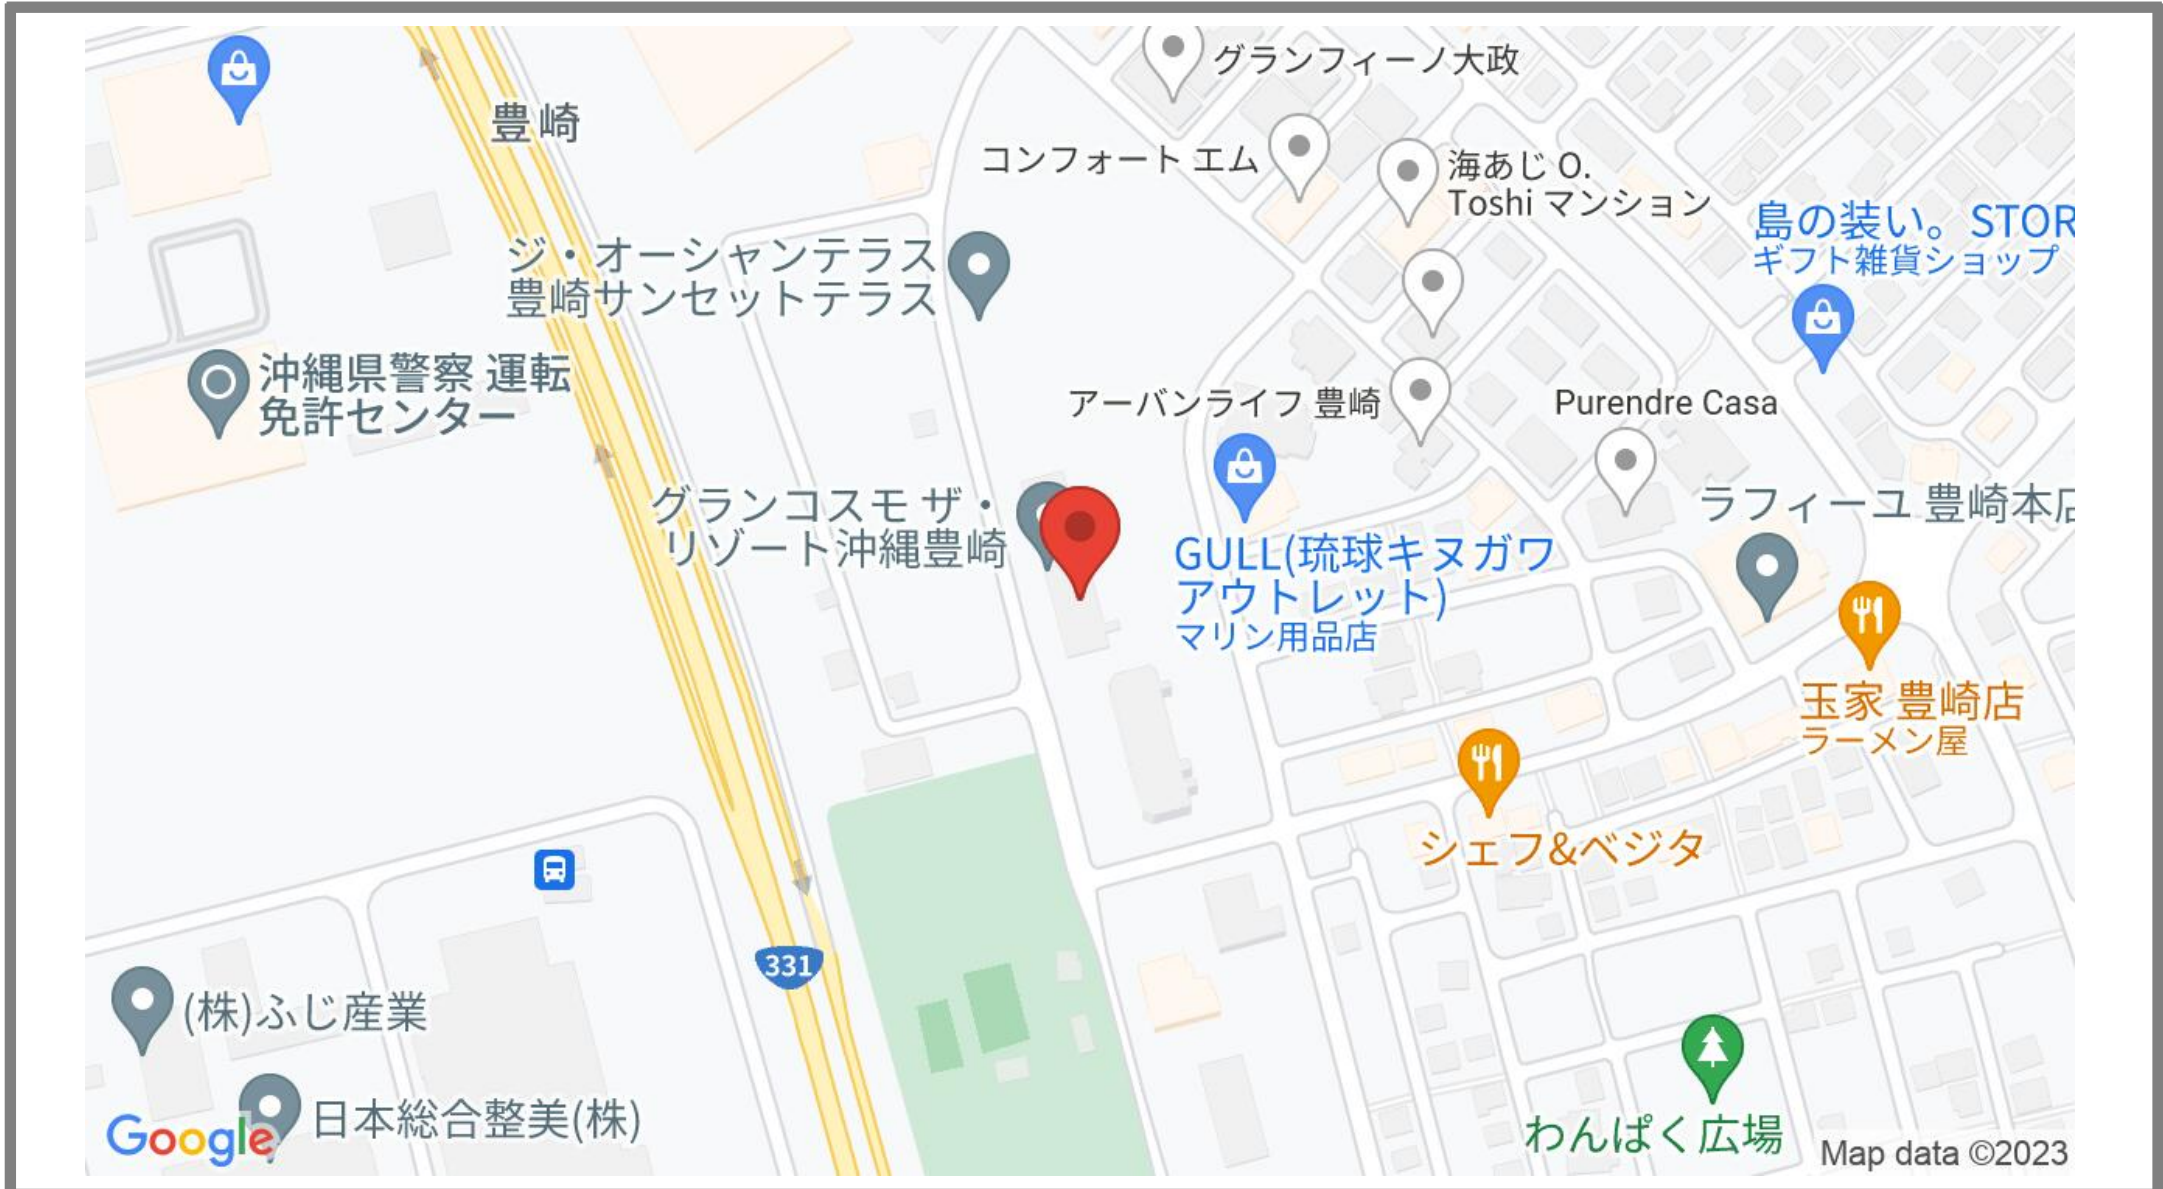 グランフィーノ大政
豊崎
コンフォート エム
海あじ O.
Toshi マンション
島の装い。STOR
ギフト雑貨ショップ
ジ・オーシャンテラス
豊崎サンセットテラス
沖縄県警察 運転
免許センター
アーバンライフ 豊崎
Purendre Casa
グランコスモ ザ・
リゾート沖縄豊崎
ラフィーユ 豊崎本店
GULL(琉球キヌガワ
アウトレット)
マリン用品店
玉家 豊崎店
ラーメン屋
シェフ&ベジタ
331
(株)ふじ産業
日本総合整美(株)
わんぱく広場
Google
Map data ©2023